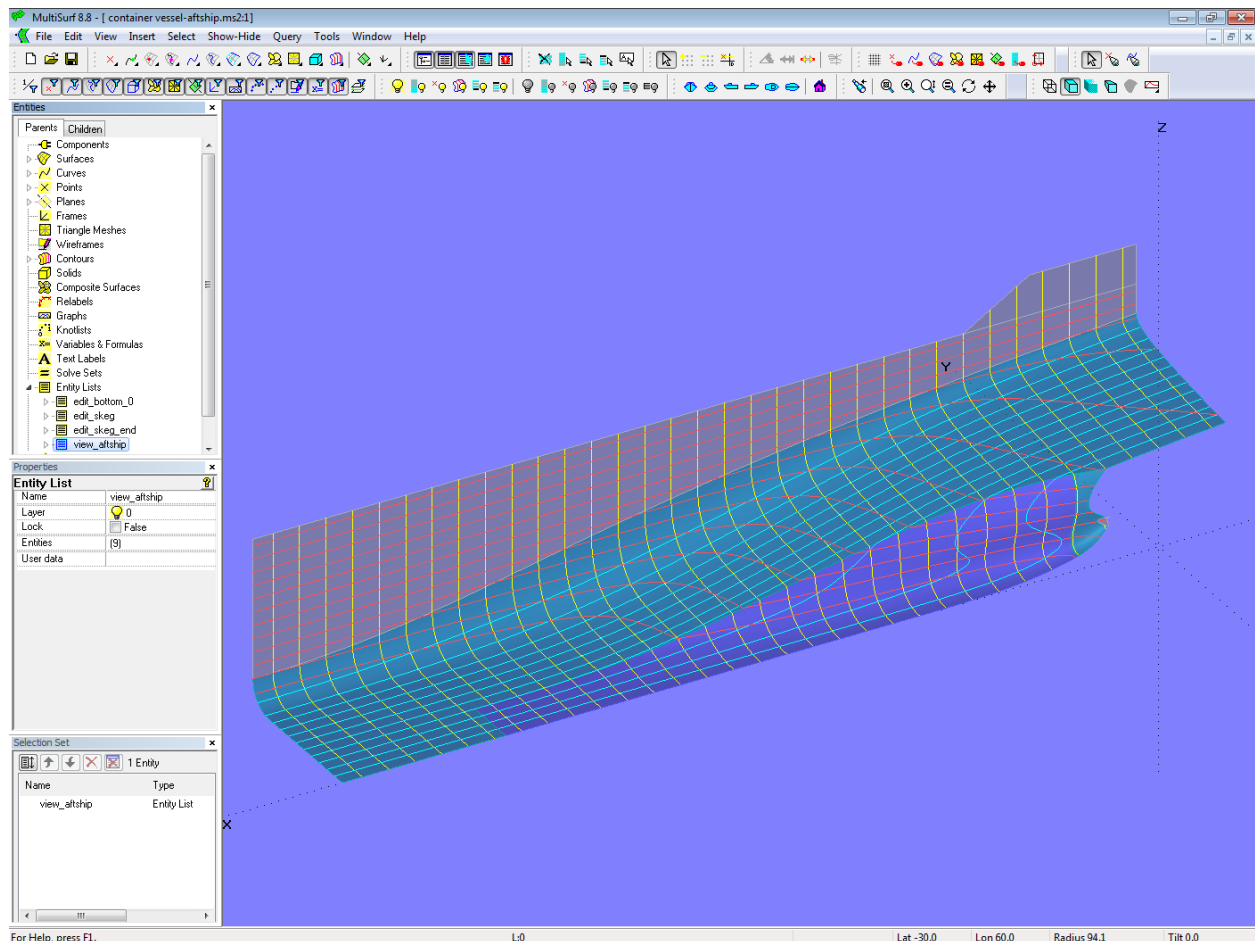 MultiSurf 8.8 - [ container vessel-aftship.ms2:1]
File Edit View Insert Select Show-Hide Query Tools Window Help
Entities
Parents Children
Components
Surfaces
Curves
Points
Planes
Frames
Triangle Meshes
Wireframes
Contours
Solids
Composite Surfaces
Relabels
Graphs
Knotlists
Variables & Formulas
Text Labels
Solve Sets
Entity Lists
edit_bottom_0
edit_skeg
edit_skeg_end
view_aftship
Properties
Entity List
Name view_aftship
Layer 0
Lock False
Entities (9)
User data
Selection Set
1 Entity
Name Type
view_aftship Entity List
Z
Y
X
For Help, press F1. L:0 Lat -30.0 Lon 60.0 Radius 94.1 Tilt 0.0